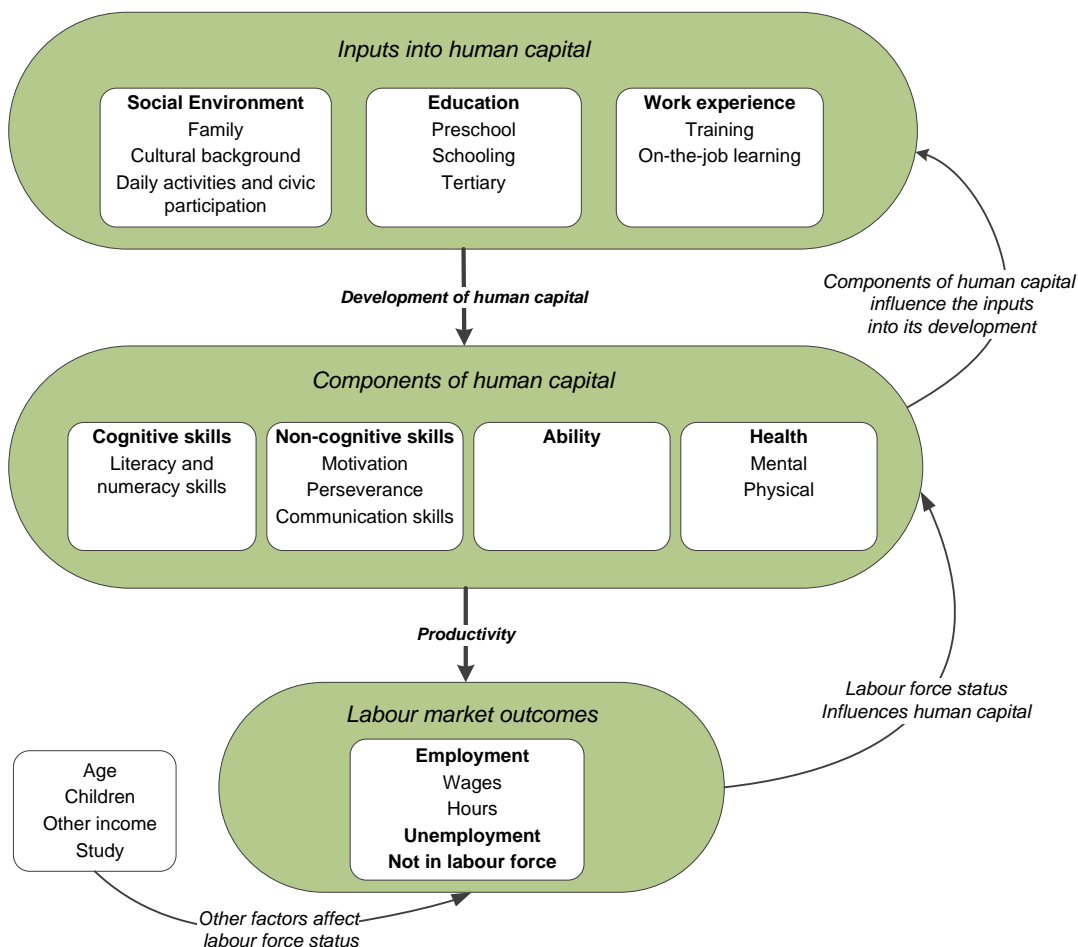 Inputs into human capital
Social Environment
Family
Cultural background
Daily activities and civic
participation
Education
Preschool
Schooling
Tertiary
Work experience
Training
On-the-job learning
Development of human capital
Components of human capital
influence the inputs
into its development
Components of human capital
Cognitive skills
Literacy and
numeracy skills
Non-cognitive skills
Motivation
Perseverance
Communication skills
Ability
Health
Mental
Physical
Productivity
Labour force status
Influences human capital
Labour market outcomes
Employment
Wages
Hours
Unemployment
Not in labour force
Age
Children
Other income
Study
Other factors affect
labour force status